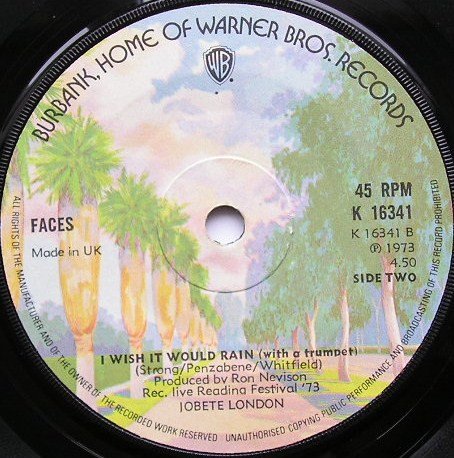 BURBANK, HOME OF WARNER BROS. RECORDS
WB
FACES
Made in UK
45 RPM
K 16341
K 16341 B
℗ 1973
4.50
SIDE TWO
I WISH IT WOULD RAIN (with a trumpet)
(Strong/Penzabene/Whitfield)
Produced by Ron Nevison
Rec. live Reading Festival '73
JOBETE LONDON
ALL RIGHTS OF THE MANUFACTURER AND OF THE OWNER OF THE RECORDED WORK RESERVED UNAUTHORISED COPYING PUBLIC PERFORMANCE AND BROADCASTING OF THIS RECORD PROHIBITED